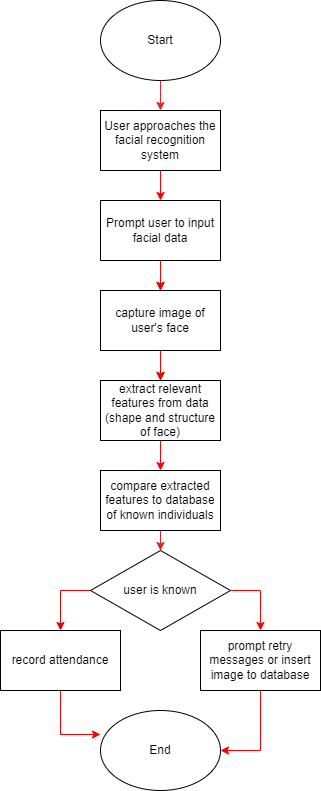 Start
User approaches the
facial recognition
system
Prompt user to input
facial data
capture image of
user's face
extract relevant
features from data
(shape and structure
of face)
compare extracted
features to database
of known individuals
user is known
record attendance
prompt retry
messages or insert
image to database
End